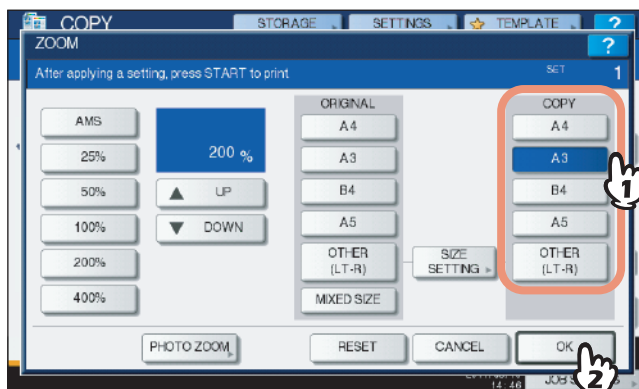 COPY STORAGE SETTINGS TEMPLATE ?
ZOOM ?
After applying a setting, press START to print SET 1
ORIGINAL COPY
AMS A4 A4
200 %
25% A3 A3
50% UP B4 B4
1
100% DOWN A5 A5
200% OTHER (LT-R) SIZE SETTING OTHER (LT-R)
400% MIXED SIZE
PHOTO ZOOM RESET CANCEL OK
2
14:46